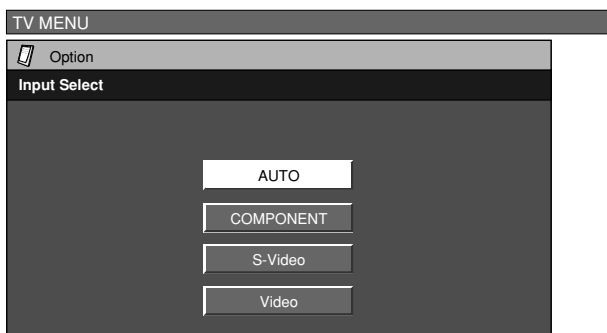 TV MENU
Option
Input Select
AUTO
COMPONENT
S-Video
Video